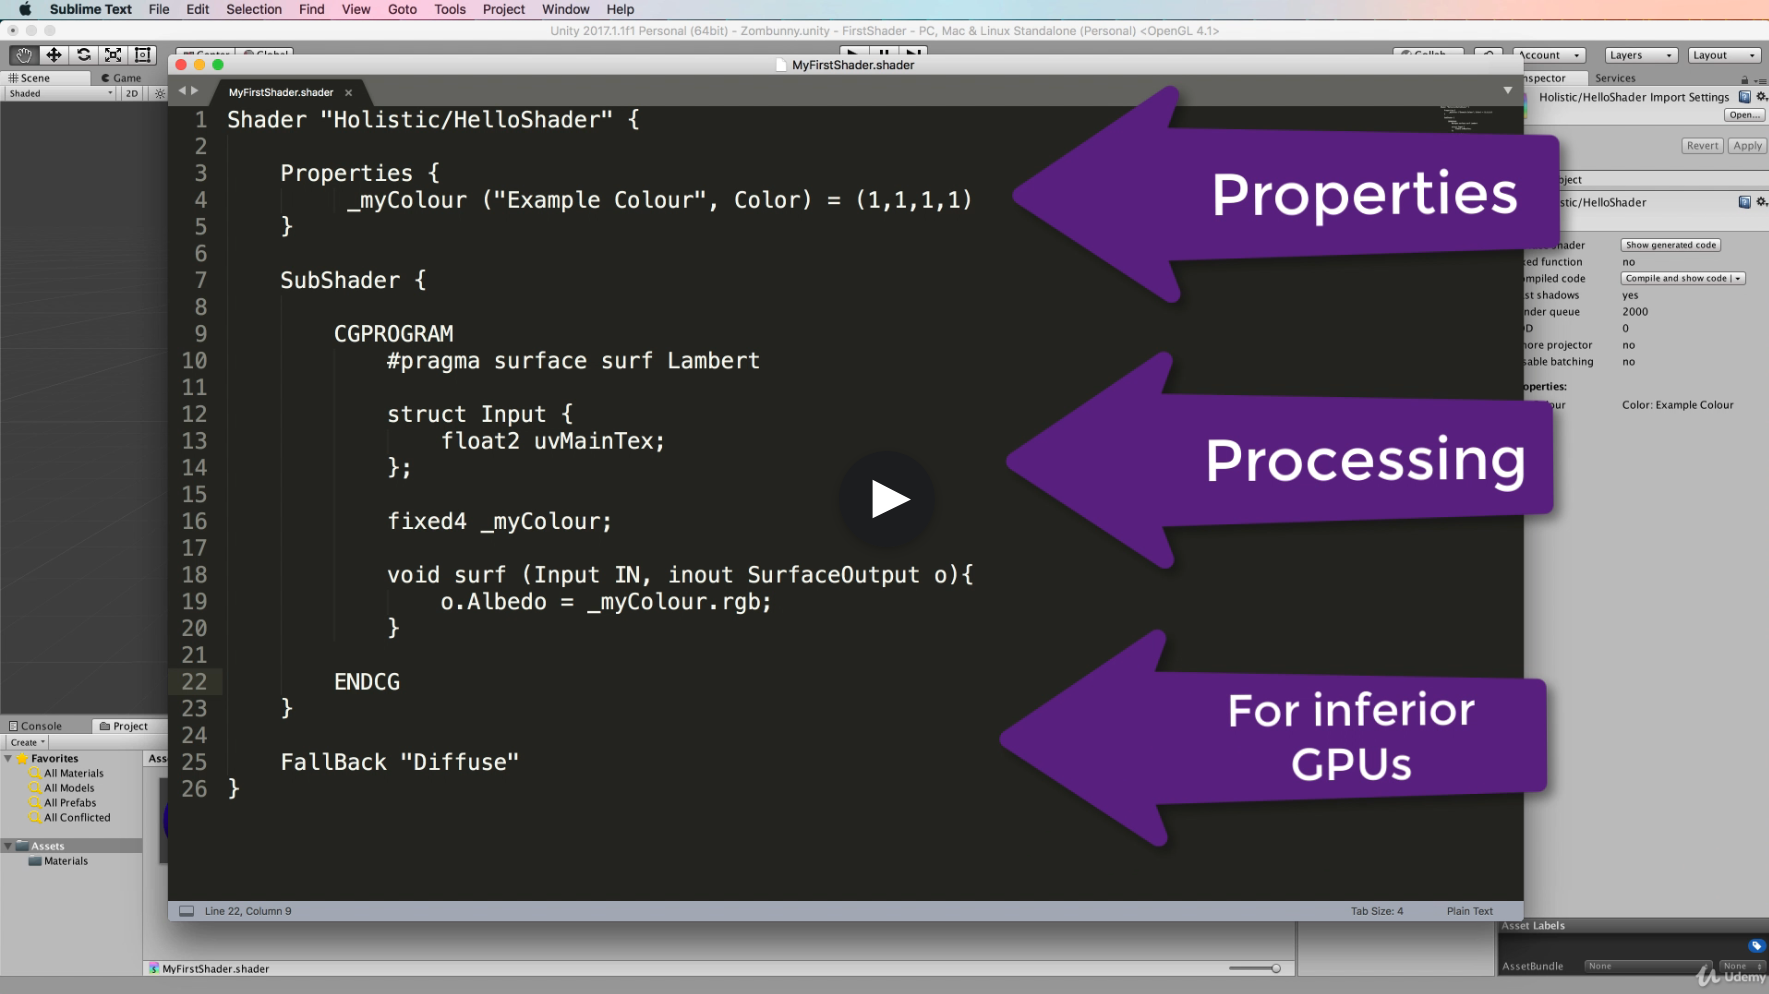 Sublime Text File Edit Selection Find View Goto Tools Project Window Help
Unity 2017.1.1f1 Personal (64bit) - Zombunny.unity - FirstShader - PC, Mac & Linux Standalone (Personal) <OpenGL 4.1>
Account Layers Layout
Scene Game
MyFirstShader.shader
Inspector Services
Shaded 2D
MyFirstShader.shader ×
Holistic/HelloShader Import Settings
Open...
Revert Apply
1 Shader "Holistic/HelloShader" {
2
3 Properties {
4 _myColour ("Example Colour", Color) = (1,1,1,1)
5 }
6
7 SubShader {
8
9 CGPROGRAM
10 #pragma surface surf Lambert
11
12 struct Input {
13 float2 uvMainTex;
14 };
15
16 fixed4 _myColour;
17
18 void surf (Input IN, inout SurfaceOutput o){
19 o.Albedo = _myColour.rgb;
20 }
21
22 ENDCG
23 }
24
25 FallBack "Diffuse"
26 }
Properties
Processing
For inferior
GPUs
ject
stic/HelloShader
hader Show generated code
ed function no
mpiled code Compile and show code
st shadows yes
nder queue 2000
D 0
nore projector no
sable batching no
operties:
our Color: Example Colour
Console Project
Create
Favorites
All Materials
All Models
All Prefabs
All Conflicted
Assets
Materials
Ass
Line 22, Column 9 Tab Size: 4 Plain Text
Asset Labels
MyFirstShader.shader
AssetBundle None None
Udemy